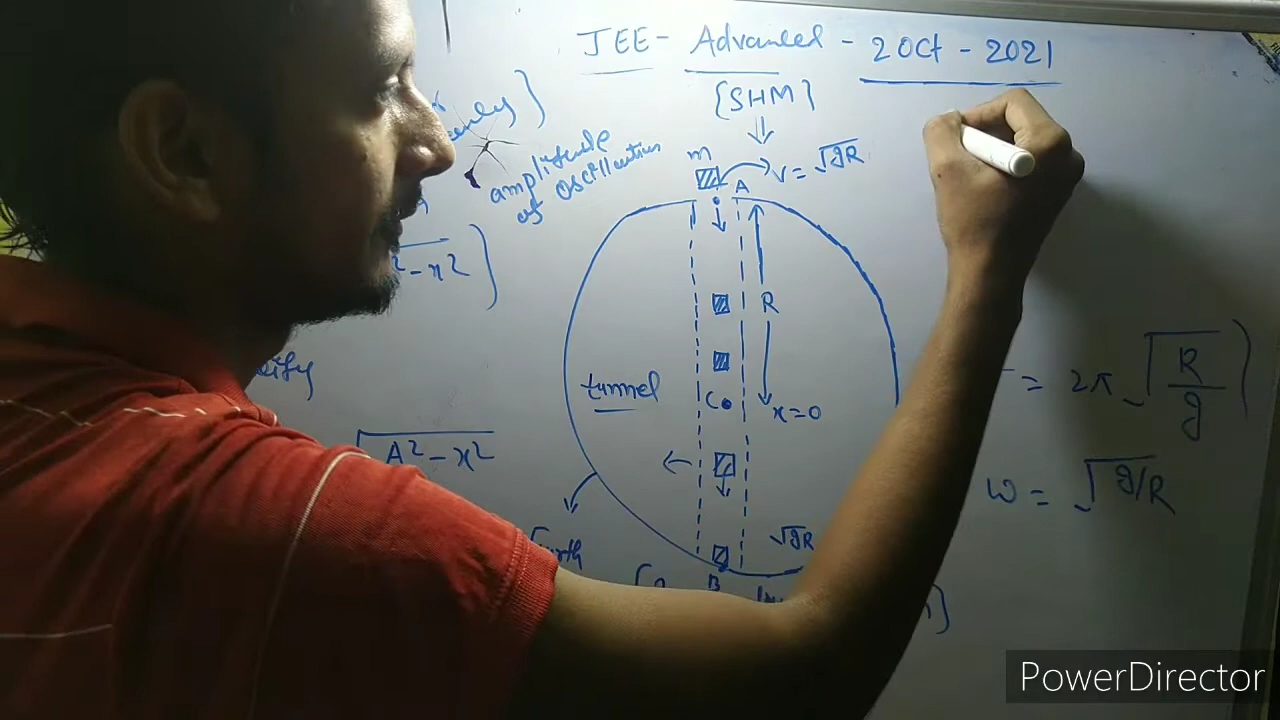 JEE - Advanced - 2 Oct - 2021
[SHM]
amplitude
of oscillation
m
V = √gR
A
√A² - x²
R
tunnel
C
x=0
= 2π √R/g
ω = √g/R
√gR
B
PowerDirector